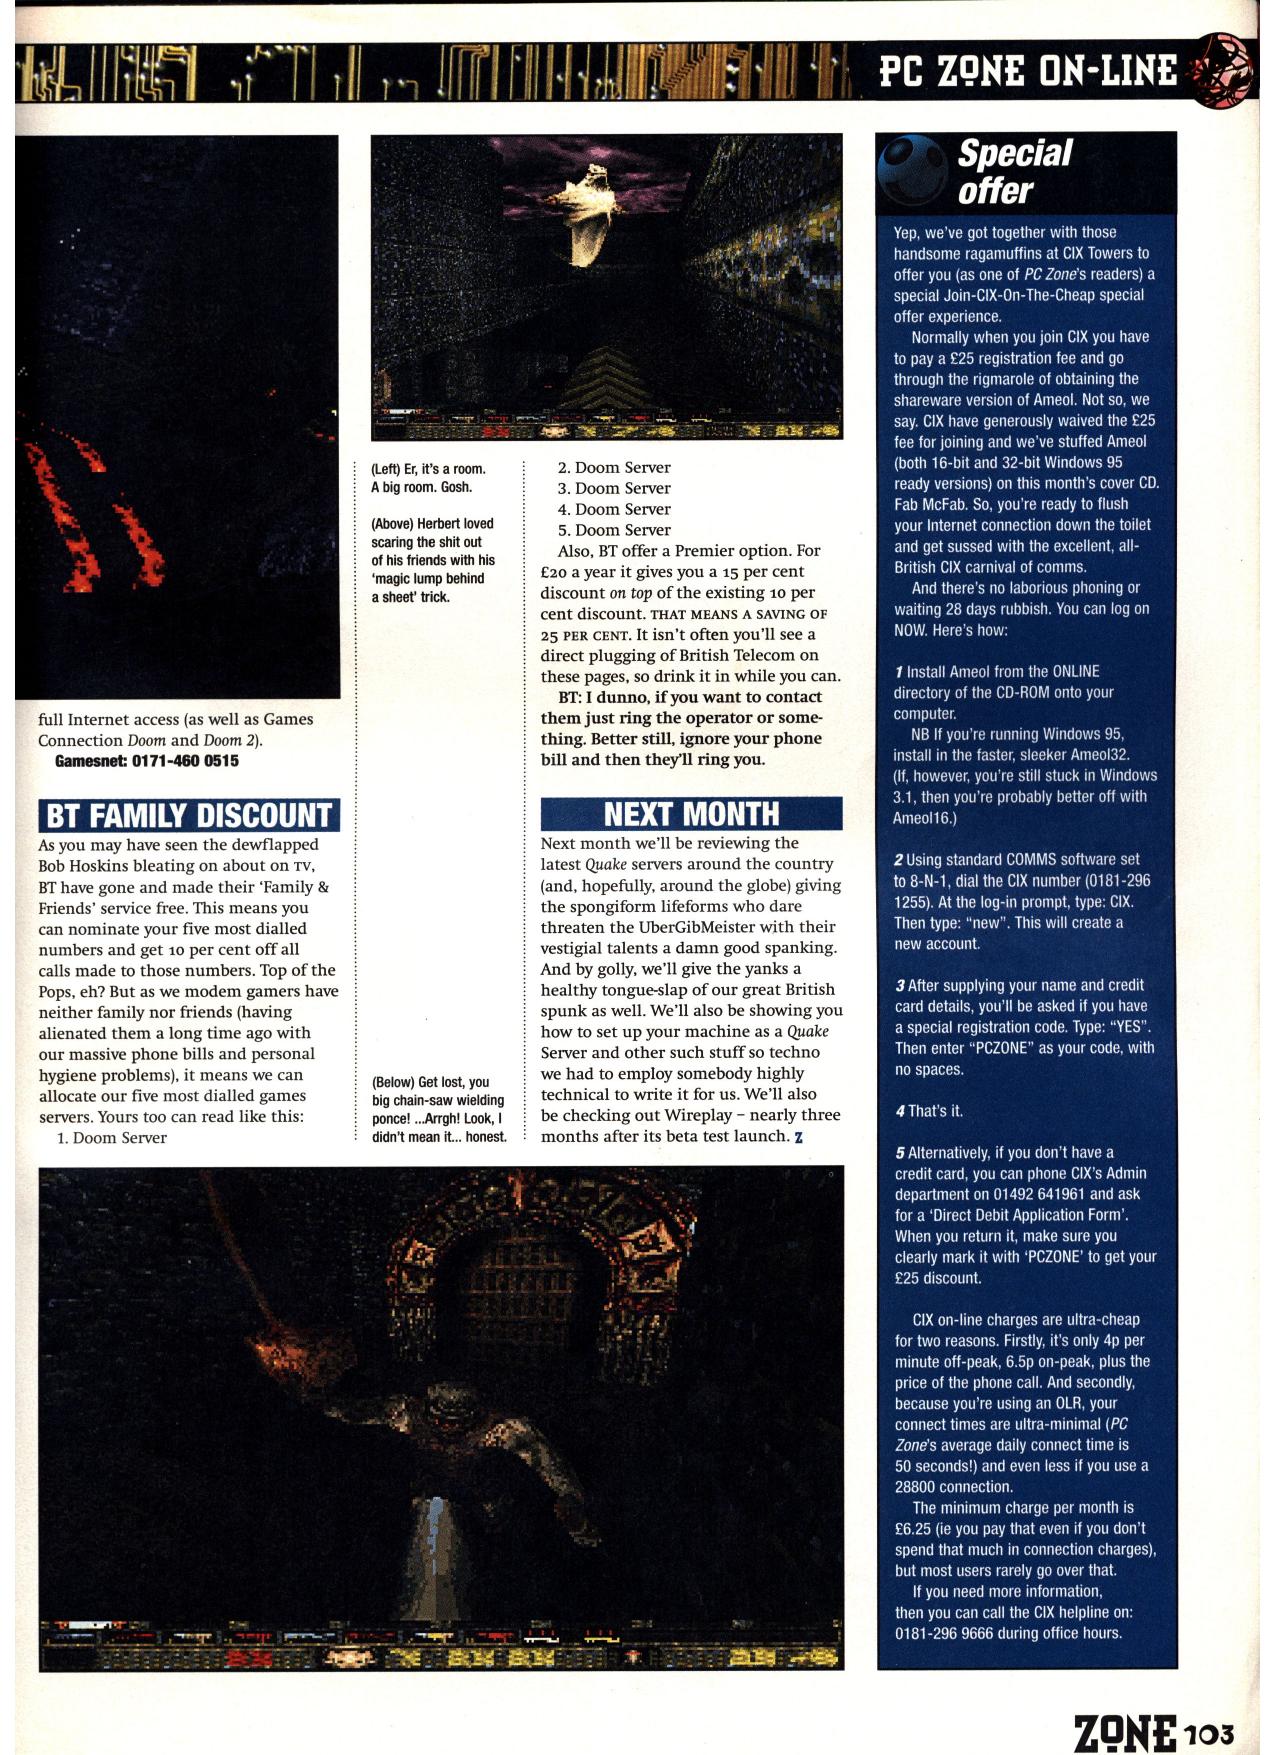 PC ZONE ON-LINE
full Internet access (as well as Games
Connection Doom and Doom 2).
Gamesnet: 0171-460 0515
BT FAMILY DISCOUNT
As you may have seen the dewflapped
Bob Hoskins bleating on about on TV,
BT have gone and made their ‘Family &
Friends’ service free. This means you
can nominate your five most dialled
numbers and get 10 per cent off all
calls made to those numbers. Top of the
Pops, eh? But as we modem gamers have
neither family nor friends (having
alienated them a long time ago with
our massive phone bills and personal
hygiene problems), it means we can
allocate our five most dialled games
servers. Yours too can read like this:
1. Doom Server
(Left) Er, it’s a room.
A big room. Gosh.
(Above) Herbert loved
scaring the shit out
of his friends with his
‘magic lump behind
a sheet’ trick.
(Below) Get lost, you
big chain-saw wielding
ponce! ...Arrgh! Look, I
didn’t mean it... honest.
2. Doom Server
3. Doom Server
4. Doom Server
5. Doom Server
Also, BT offer a Premier option. For
£20 a year it gives you a 15 per cent
discount on top of the existing 10 per
cent discount. THAT MEANS A SAVING OF
25 PER CENT. It isn’t often you’ll see a
direct plugging of British Telecom on
these pages, so drink it in while you can.
BT: I dunno, if you want to contact
them just ring the operator or some-
thing. Better still, ignore your phone
bill and then they’ll ring you.
NEXT MONTH
Next month we’ll be reviewing the
latest Quake servers around the country
(and, hopefully, around the globe) giving
the spongiform lifeforms who dare
threaten the UberGibMeister with their
vestigial talents a damn good spanking.
And by golly, we’ll give the yanks a
healthy tongue-slap of our great British
spunk as well. We’ll also be showing you
how to set up your machine as a Quake
Server and other such stuff so techno
we had to employ somebody highly
technical to write it for us. We’ll also
be checking out Wireplay – nearly three
months after its beta test launch. Z
Special
offer
Yep, we’ve got together with those
handsome ragamuffins at CIX Towers to
offer you (as one of PC Zone’s readers) a
special Join-CIX-On-The-Cheap special
offer experience.
Normally when you join CIX you have
to pay a £25 registration fee and go
through the rigmarole of obtaining the
shareware version of Ameol. Not so, we
say. CIX have generously waived the £25
fee for joining and we’ve stuffed Ameol
(both 16-bit and 32-bit Windows 95
ready versions) on this month’s cover CD.
Fab McFab. So, you’re ready to flush
your Internet connection down the toilet
and get sussed with the excellent, all-
British CIX carnival of comms.
And there’s no laborious phoning or
waiting 28 days rubbish. You can log on
NOW. Here’s how:
1 Install Ameol from the ONLINE
directory of the CD-ROM onto your
computer.
NB If you’re running Windows 95,
install in the faster, sleeker Ameol32.
(If, however, you’re still stuck in Windows
3.1, then you’re probably better off with
Ameol16.)
2 Using standard COMMS software set
to 8-N-1, dial the CIX number (0181-296
1255). At the log-in prompt, type: CIX.
Then type: “new”. This will create a
new account.
3 After supplying your name and credit
card details, you’ll be asked if you have
a special registration code. Type: “YES”.
Then enter “PCZONE” as your code, with
no spaces.
4 That’s it.
5 Alternatively, if you don’t have a
credit card, you can phone CIX’s Admin
department on 01492 641961 and ask
for a ‘Direct Debit Application Form’.
When you return it, make sure you
clearly mark it with ‘PCZONE’ to get your
£25 discount.
CIX on-line charges are ultra-cheap
for two reasons. Firstly, it’s only 4p per
minute off-peak, 6.5p on-peak, plus the
price of the phone call. And secondly,
because you’re using an OLR, your
connect times are ultra-minimal (PC
Zone’s average daily connect time is
50 seconds!) and even less if you use a
28800 connection.
The minimum charge per month is
£6.25 (ie you pay that even if you don’t
spend that much in connection charges),
but most users rarely go over that.
If you need more information,
then you can call the CIX helpline on:
0181-296 9666 during office hours.
ZONE 103